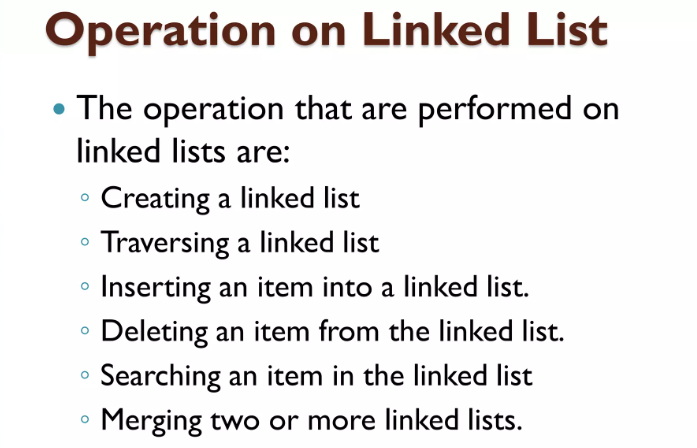 Operation on Linked List
• The operation that are performed on
linked lists are:
◦ Creating a linked list
◦ Traversing a linked list
◦ Inserting an item into a linked list.
◦ Deleting an item from the linked list.
◦ Searching an item in the linked list
◦ Merging two or more linked lists.